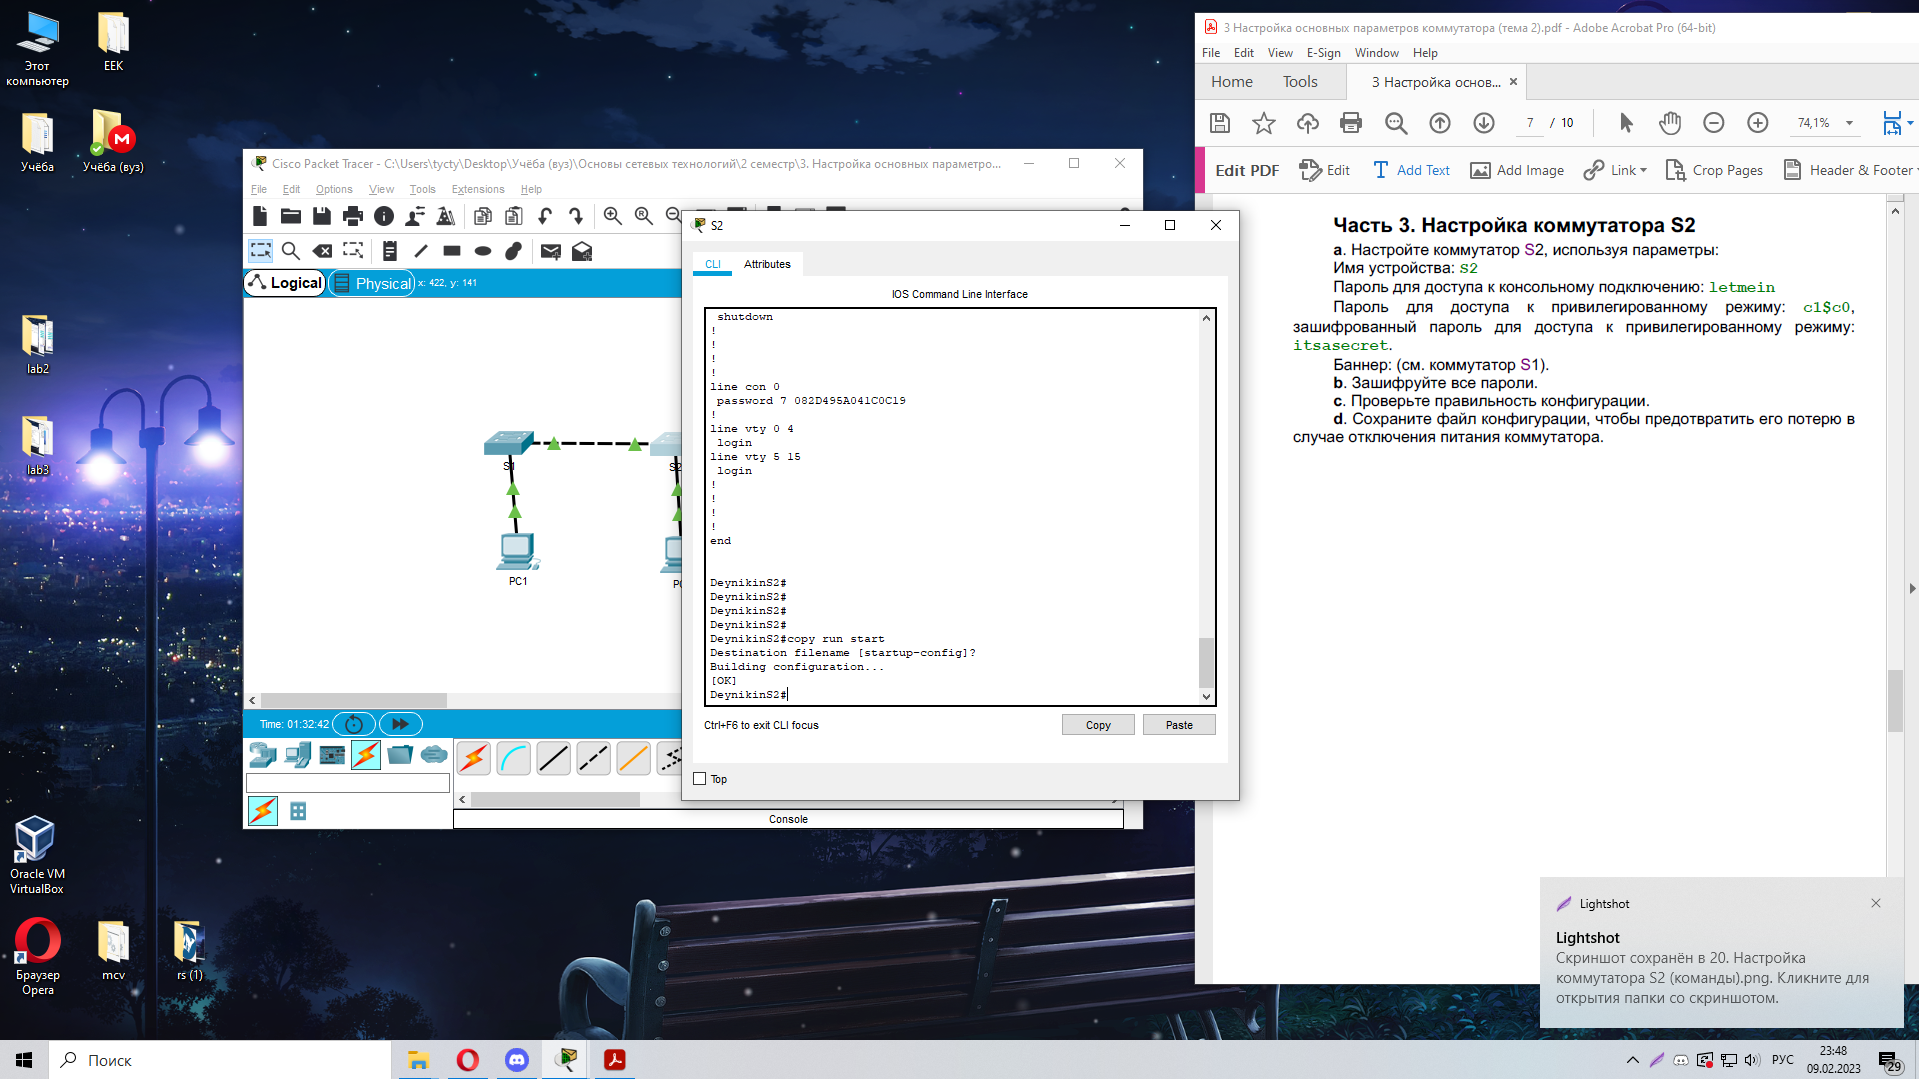 Этот
компьютер
EEK
Учёба
Учёба (вуз)
lab2
lab3
Oracle VM
VirtualBox
Браузер
Opera
mcv
rs (1)
Cisco Packet Tracer - C:\Users\tycty\Desktop\Учёба (вуз)\Основы сетевых технологий\2 семестр\3. Настройка основных параметро...
File Edit Options View Tools Extensions Help
Logical
Physical
x: 422, y: 141
S1
PC1
Time: 01:32:42
Console
S2
CLI
Attributes
IOS Command Line Interface
shutdown
!
!
!
!
line con 0
password 7 082D495A041C0C19
!
line vty 0 4
login
line vty 5 15
login
!
!
!
!
end
DeynikinS2#
DeynikinS2#
DeynikinS2#
DeynikinS2#
DeynikinS2#copy run start
Destination filename [startup-config]?
Building configuration...
[OK]
DeynikinS2#
Ctrl+F6 to exit CLI focus
Copy
Paste
Top
3 Настройка основных параметров коммутатора (тема 2).pdf - Adobe Acrobat Pro (64-bit)
File Edit View E-Sign Window Help
Home
Tools
3 Настройка основ...
7 / 10
74,1%
Edit PDF
Edit
Add Text
Add Image
Link
Crop Pages
Header & Footer
Часть 3. Настройка коммутатора S2
a. Настройте коммутатор S2, используя параметры:
Имя устройства: S2
Пароль для доступа к консольному подключению: letmein
Пароль для доступа к привилегированному режиму: c1$c0,
зашифрованный пароль для доступа к привилегированному режиму:
itsasecret.
Баннер: (см. коммутатор S1).
b. Зашифруйте все пароли.
c. Проверьте правильность конфигурации.
d. Сохраните файл конфигурации, чтобы предотвратить его потерю в
случае отключения питания коммутатора.
Lightshot
Lightshot
Скриншот сохранён в 20. Настройка
коммутатора S2 (команды).png. Кликните для
открытия папки со скриншотом.
Поиск
РУС
23:48
09.02.2023
29